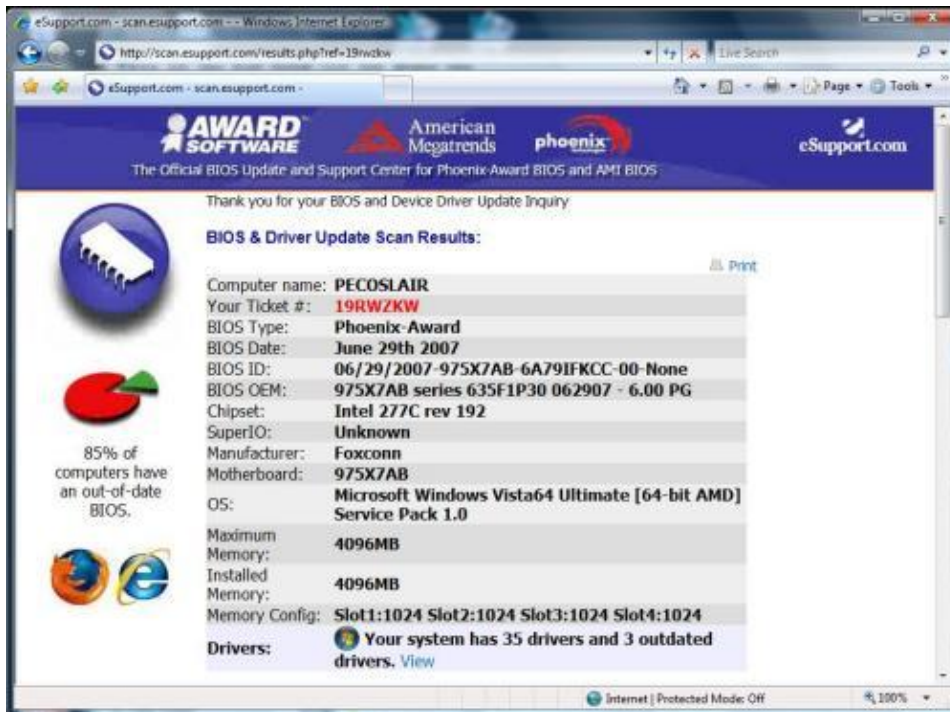 eSupport.com - scan.esupport.com - - Windows Internet Explorer
http://scan.esupport.com/results.php?ref=19rwzkw
Live Search
eSupport.com - scan.esupport.com -
Page
Tools
AWARD SOFTWARE
American Megatrends
phoenix
eSupport.com
The Official BIOS Update and Support Center for Phoenix-Award BIOS and AMI BIOS
Thank you for your BIOS and Device Driver Update Inquiry
BIOS & Driver Update Scan Results:
Print
Computer name: PECOSLAIR
Your Ticket #: 19RWZKW
BIOS Type: Phoenix-Award
BIOS Date: June 29th 2007
BIOS ID: 06/29/2007-975X7AB-6A79IFKCC-00-None
BIOS OEM: 975X7AB series 635F1P30 062907 - 6.00 PG
Chipset: Intel 277C rev 192
SuperIO: Unknown
Manufacturer: Foxconn
Motherboard: 975X7AB
OS: Microsoft Windows Vista64 Ultimate [64-bit AMD]
Service Pack 1.0
Maximum Memory: 4096MB
Installed Memory: 4096MB
Memory Config: Slot1:1024 Slot2:1024 Slot3:1024 Slot4:1024
Drivers: Your system has 35 drivers and 3 outdated
drivers. View
85% of
computers have
an out-of-date
BIOS.
Internet | Protected Mode: Off
100%